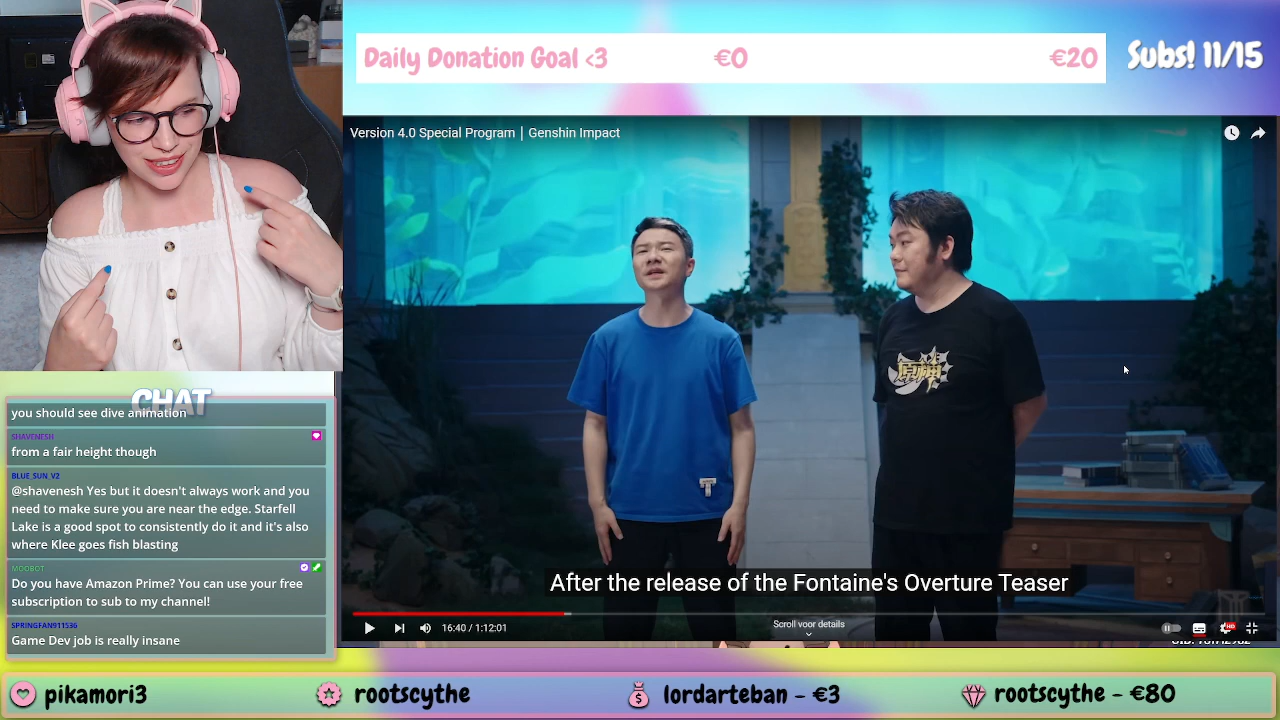 Daily Donation Goal <3 €0 €20
Subs! 11/15
Version 4.0 Special Program | Genshin Impact
原神
After the release of the Fontaine's Overture Teaser
16:40 / 1:12:01
Scroll voor details
HD
CHAT
you should see dive animation
SHAVENESH
from a fair height though
BLUE_SUN_V2
@shavenesh Yes but it doesn't always work and you
need to make sure you are near the edge. Starfell
Lake is a good spot to consistently do it and it's also
where Klee goes fish blasting
MOOBOT
Do you have Amazon Prime? You can use your free
subscription to sub to my channel!
SPRINGFAN911536
Game Dev job is really insane
pikamori3
rootscythe
lordarteban - €3
rootscythe - €80